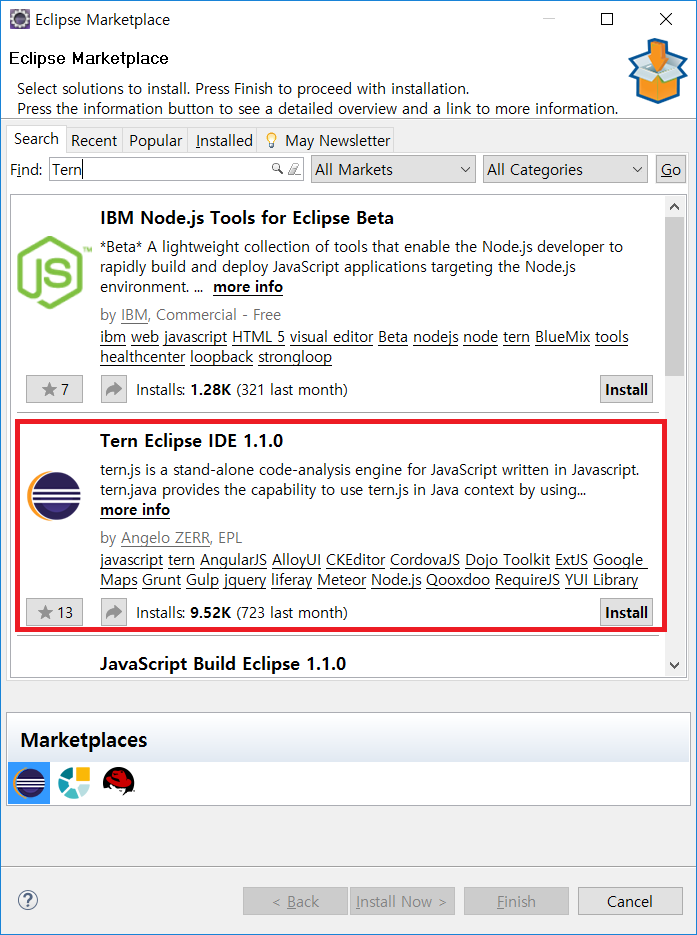 Eclipse Marketplace
Eclipse Marketplace
Select solutions to install. Press Finish to proceed with installation.
Press the information button to see a detailed overview and a link to more information.
Search Recent Popular Installed May Newsletter
Find: Tern All Markets All Categories Go
IBM Node.js Tools for Eclipse Beta
JS
*Beta* A lightweight collection of tools that enable the Node.js developer to
rapidly build and deploy JavaScript applications targeting the Node.js
environment. ... more info
by IBM, Commercial - Free
ibm web javascript HTML 5 visual editor Beta nodejs node tern BlueMix tools
healthcenter loopback strongloop
7 Installs: 1.28K (321 last month) Install
Tern Eclipse IDE 1.1.0
tern.js is a stand-alone code-analysis engine for JavaScript written in Javascript.
tern.java provides the capability to use tern.js in Java context by using...
more info
by Angelo ZERR, EPL
javascript tern AngularJS AlloyUI CKEditor CordovaJS Dojo Toolkit ExtJS Google
Maps Grunt Gulp jquery liferay Meteor Node.js Qooxdoo RequireJS YUI Library
13 Installs: 9.52K (723 last month) Install
JavaScript Build Eclipse 1.1.0
Marketplaces
? < Back Install Now > Finish Cancel